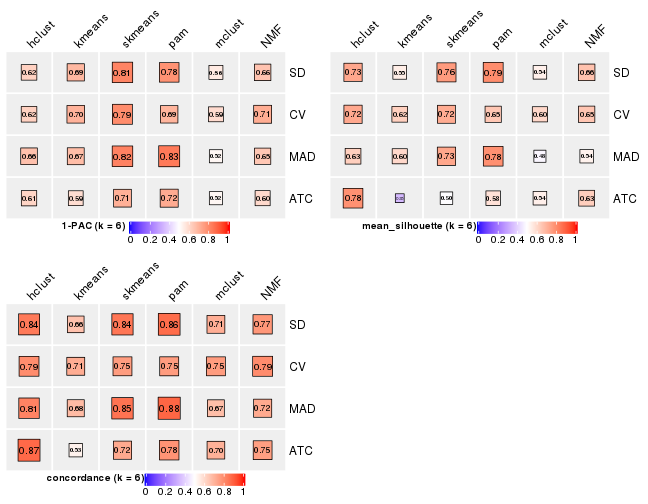 hclust kmeans skmeans pam mclust NMF
0.62 0.69 0.81 0.78 0.56 0.66 SD
0.62 0.70 0.79 0.69 0.59 0.71 CV
0.66 0.67 0.82 0.83 0.52 0.65 MAD
0.61 0.59 0.71 0.72 0.52 0.60 ATC
1-PAC (k = 6)
0 0.2 0.4 0.6 0.8 1
hclust kmeans skmeans pam mclust NMF
0.73 0.55 0.76 0.79 0.54 0.66 SD
0.72 0.62 0.72 0.65 0.60 0.65 CV
0.63 0.60 0.73 0.78 0.48 0.54 MAD
0.78 0.50 0.58 0.54 0.63 ATC
mean_silhouette (k = 6)
0 0.2 0.4 0.6 0.8 1
hclust kmeans skmeans pam mclust NMF
0.84 0.66 0.84 0.86 0.71 0.77 SD
0.79 0.71 0.75 0.75 0.75 0.79 CV
0.81 0.68 0.85 0.88 0.67 0.72 MAD
0.87 0.53 0.72 0.78 0.70 0.75 ATC
concordance (k = 6)
0 0.2 0.4 0.6 0.8 1